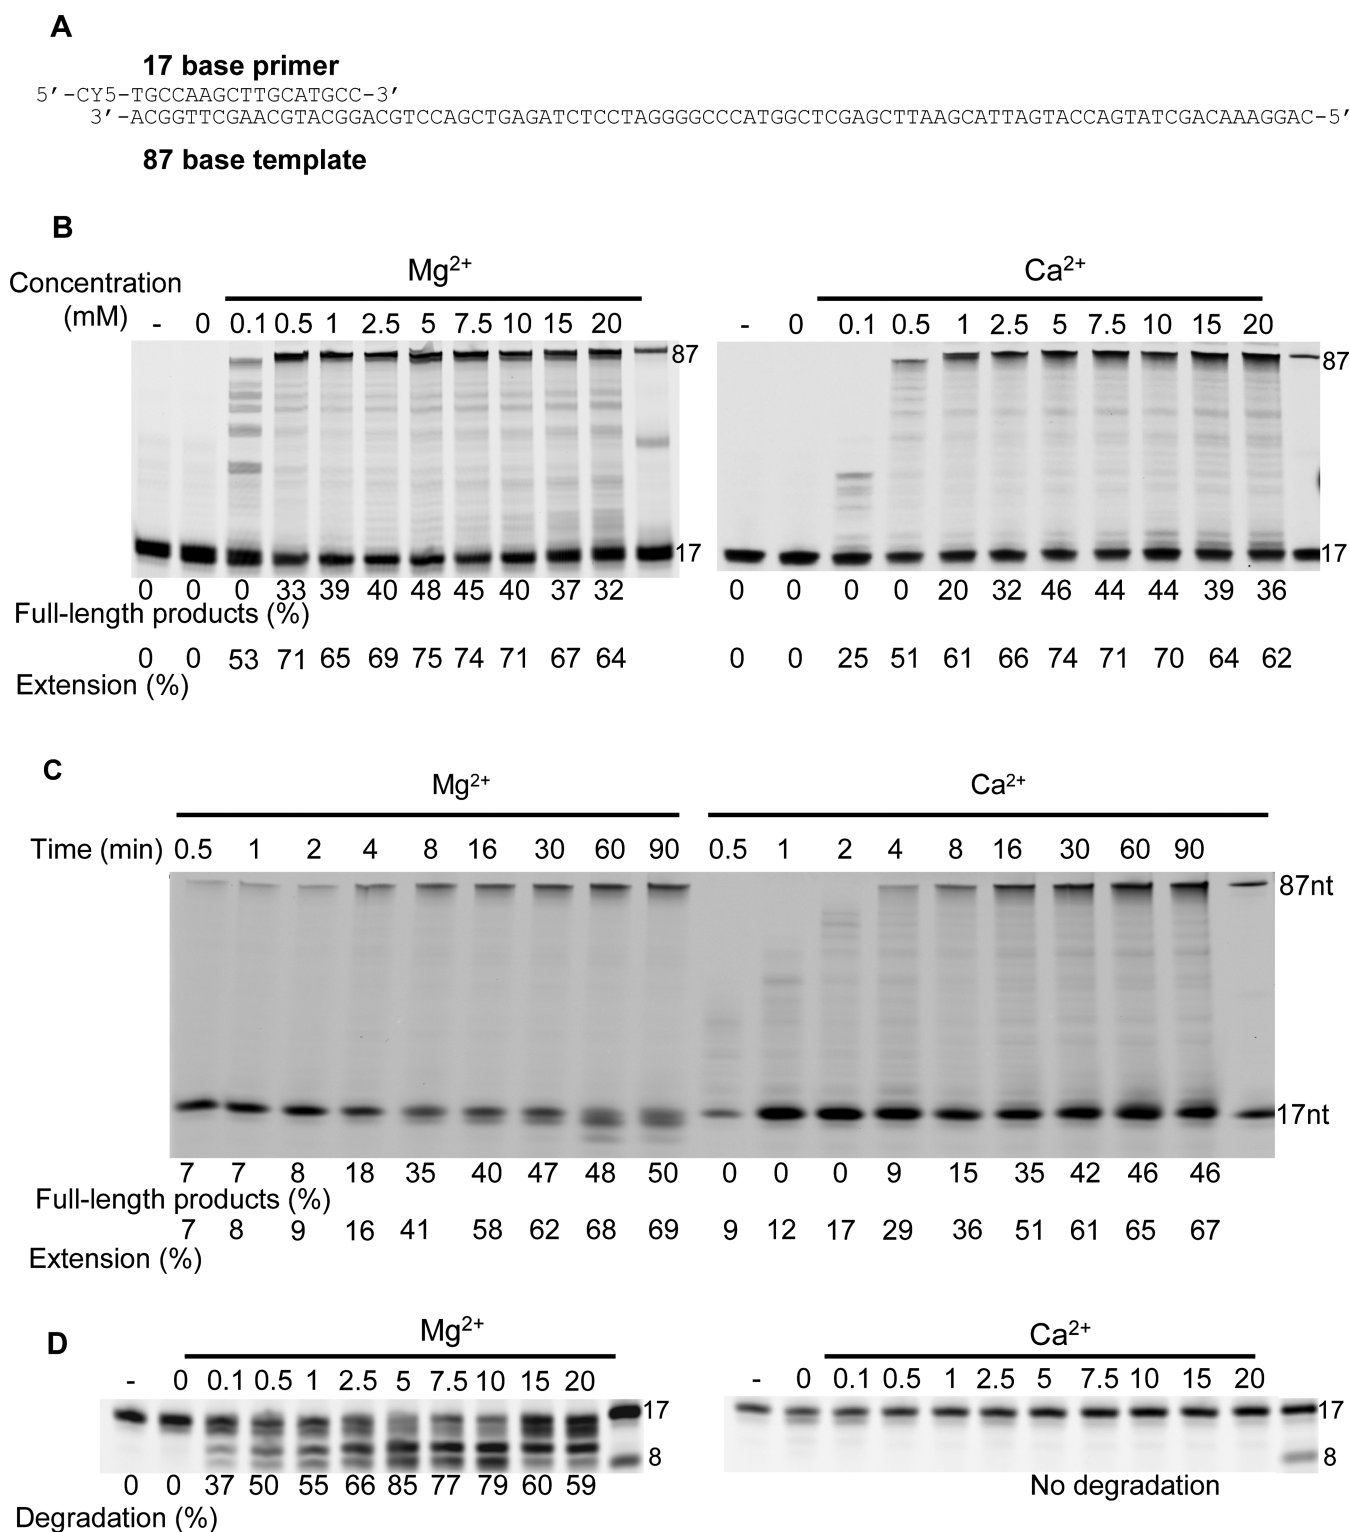 A
17 base primer
5′-CY5-TGCCAAGCTTGCATGCC-3′
3′-ACGGTTCGAACGTACGGACGTCCAGCTGAGATCTCCTAGGGGCCCATGGCTCGAGCTTAAGCATTAGTACCAGTATCGACAAAGGAC-5′
87 base template
B
Mg2+ Ca2+
Concentration
(mM) - 0 0.1 0.5 1 2.5 5 7.5 10 15 20 - 0 0.1 0.5 1 2.5 5 7.5 10 15 20
87 87
17 17
0 0 0 33 39 40 48 45 40 37 32 0 0 0 0 20 32 46 44 44 39 36
Full-length products (%)
0 0 53 71 65 69 75 74 71 67 64 0 0 25 51 61 66 74 71 70 64 62
Extension (%)
C
Mg2+ Ca2+
Time (min) 0.5 1 2 4 8 16 30 60 90 0.5 1 2 4 8 16 30 60 90
87nt
17nt
7 7 8 18 35 40 47 48 50 0 0 0 9 15 35 42 46 46
Full-length products (%)
7 8 9 16 41 58 62 68 69 9 12 17 29 36 51 61 65 67
Extension (%)
D
Mg2+ Ca2+
- 0 0.1 0.5 1 2.5 5 7.5 10 15 20 - 0 0.1 0.5 1 2.5 5 7.5 10 15 20
17 17
8 8
0 0 37 50 55 66 85 77 79 60 59 No degradation
Degradation (%)